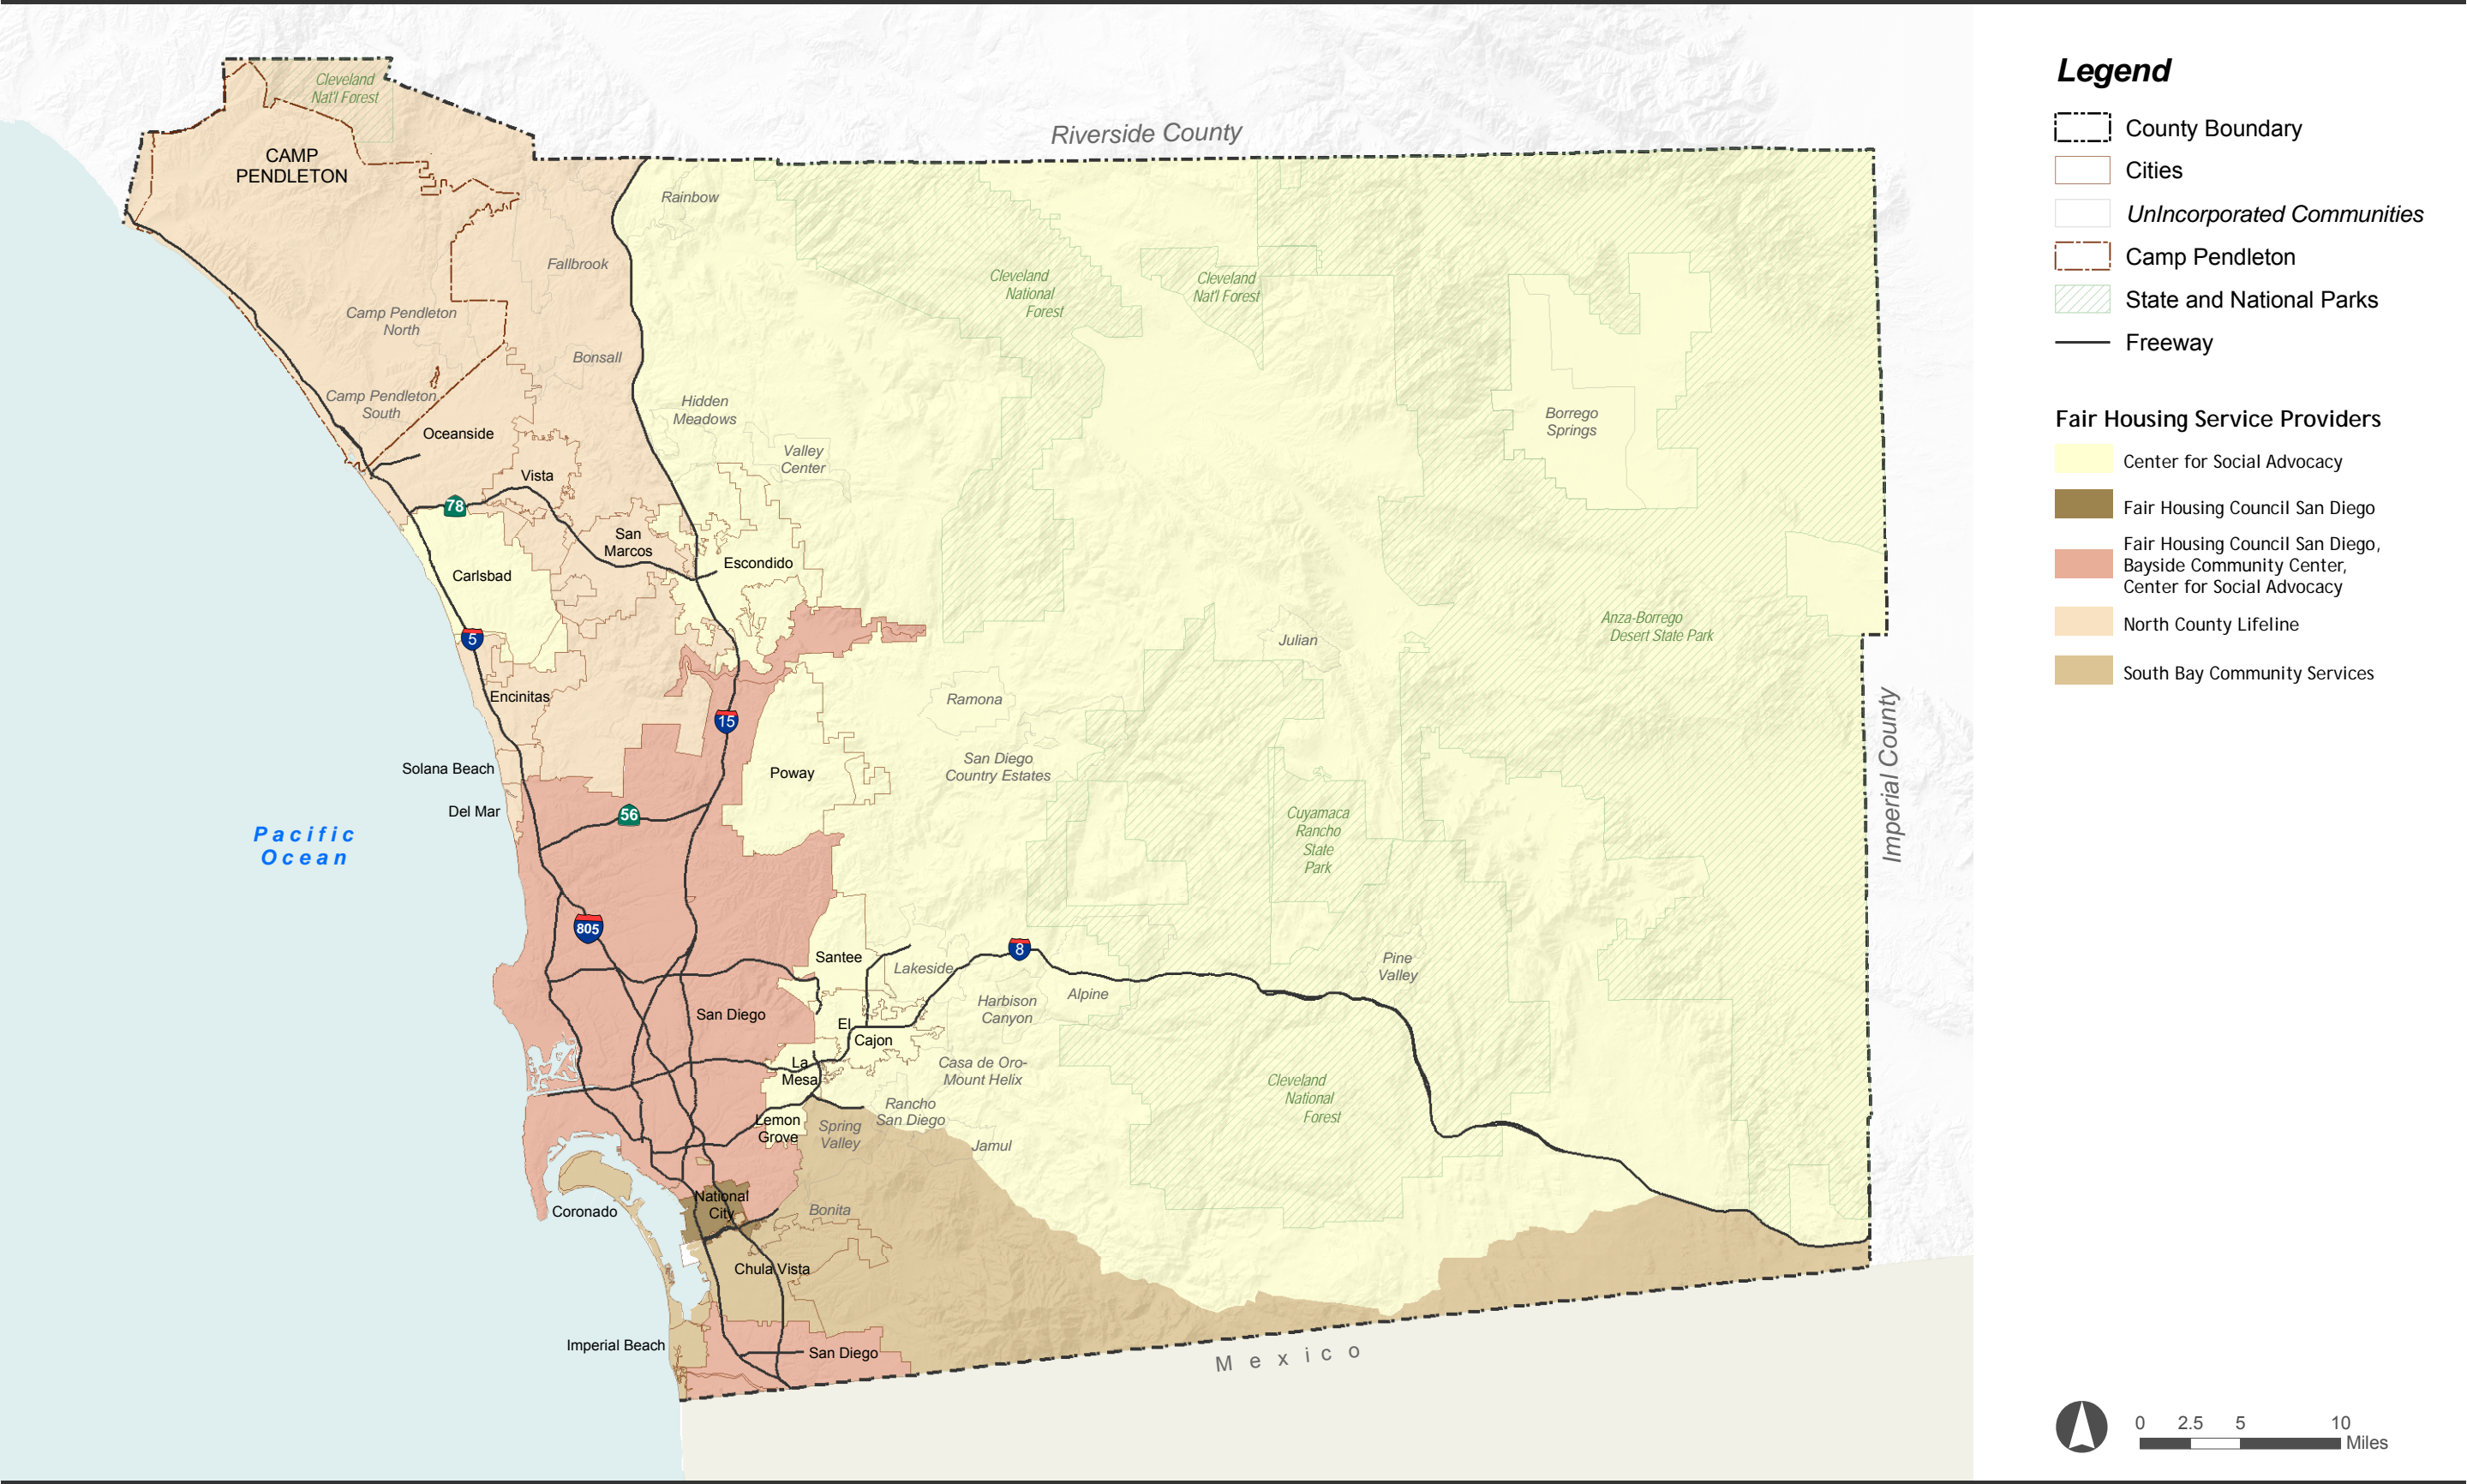 Cleveland
Nat'l Forest
CAMP
PENDLETON
Riverside County
Rainbow
Fallbrook
Cleveland
National
Forest
Cleveland
Nat'l Forest
Camp Pendleton
North
Bonsall
Camp Pendleton
South
Hidden
Meadows
Borrego
Springs
Oceanside
Valley
Center
Vista
78
San
Marcos
Escondido
Carlsbad
5
Anza-Borrego
Desert State Park
Julian
Encinitas
Ramona
15
Imperial County
Solana Beach
Poway
San Diego
Country Estates
Del Mar
56
Cuyamaca
Rancho
State
Park
Pacific
Ocean
805
Santee
Lakeside
8
Pine
Valley
Harbison
Canyon
Alpine
San Diego
El
Cajon
La
Mesa
Casa de Oro-
Mount Helix
Cleveland
National
Forest
Lemon
Grove
Spring
Valley
Rancho
San Diego
Jamul
National
City
Coronado
Bonita
Chula Vista
Imperial Beach
San Diego
Mexico
Legend
County Boundary
Cities
UnIncorporated Communities
Camp Pendleton
State and National Parks
Freeway
Fair Housing Service Providers
Center for Social Advocacy
Fair Housing Council San Diego
Fair Housing Council San Diego,
Bayside Community Center,
Center for Social Advocacy
North County Lifeline
South Bay Community Services
0 2.5 5 10
Miles